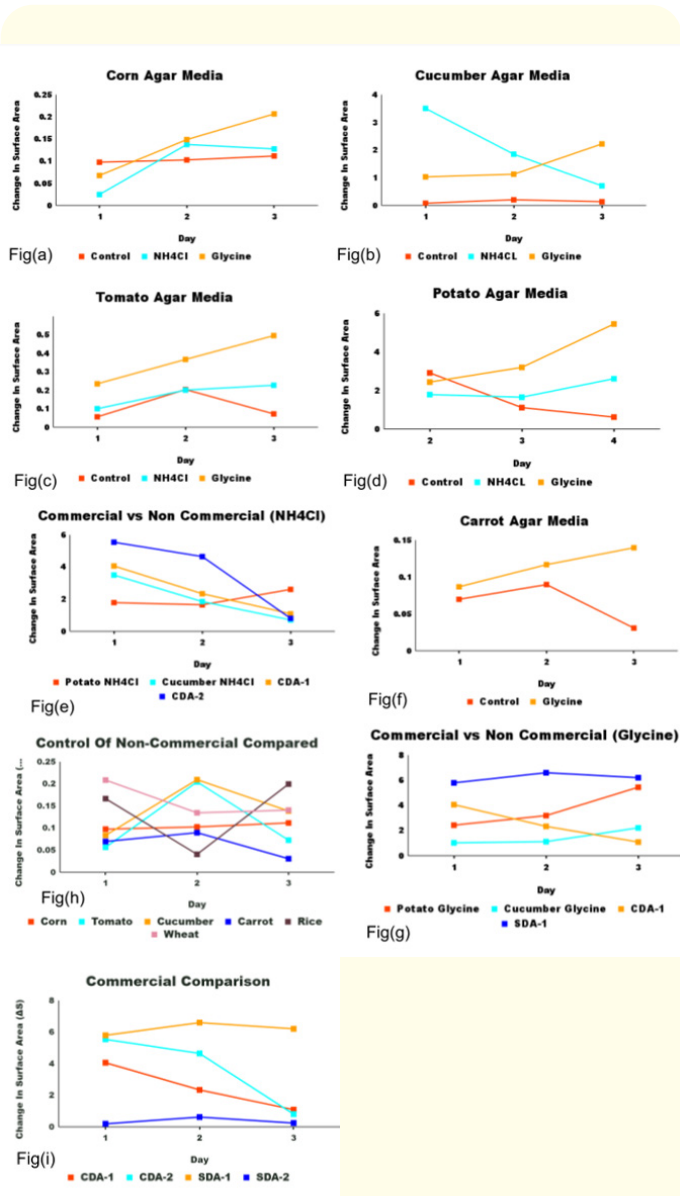 Corn Agar Media
Change In Surface Area
0.25
0.2
0.15
0.1
0.05
0
1 2 3
Day
Fig(a)
Control NH4Cl Glycine
Cucumber Agar Media
Change In Surface Area
4
3
2
1
0
1 2 3
Day
Fig(b)
Control NH4CL Glycine
Tomato Agar Media
Change In Surface Area
0.5
0.4
0.3
0.2
0.1
0
1 2 3
Day
Fig(c)
Control NH4Cl Glycine
Potato Agar Media
Change In Surface Area
6
4
2
0
2 3 4
Day
Fig(d)
Control NH4CL Glycine
Commercial vs Non Commercial (NH4Cl)
Change In Surface Area
6
4
2
0
1 2 3
Day
Potato NH4Cl Cucumber NH4Cl CDA-1
CDA-2
Fig(e)
Carrot Agar Media
Change In Surface Area
0.15
0.1
0.05
0
1 2 3
Day
Fig(f)
Control Glycine
Control Of Non-Commercial Compared
Change In Surface Area (...
0.25
0.2
0.15
0.1
0.05
0
1 2 3
Fig(h)
Day
Corn Tomato Cucumber Carrot Rice
Wheat
Commercial vs Non Commercial (Glycine)
Change In Surface Area
8
6
4
2
0
1 2 3
Day
Potato Glycine Cucumber Glycine CDA-1
SDA-1
Fig(g)
Commercial Comparison
Change In Surface Area (ΔS)
8
6
4
2
0
1 2 3
Day
Fig(i)
CDA-1 CDA-2 SDA-1 SDA-2